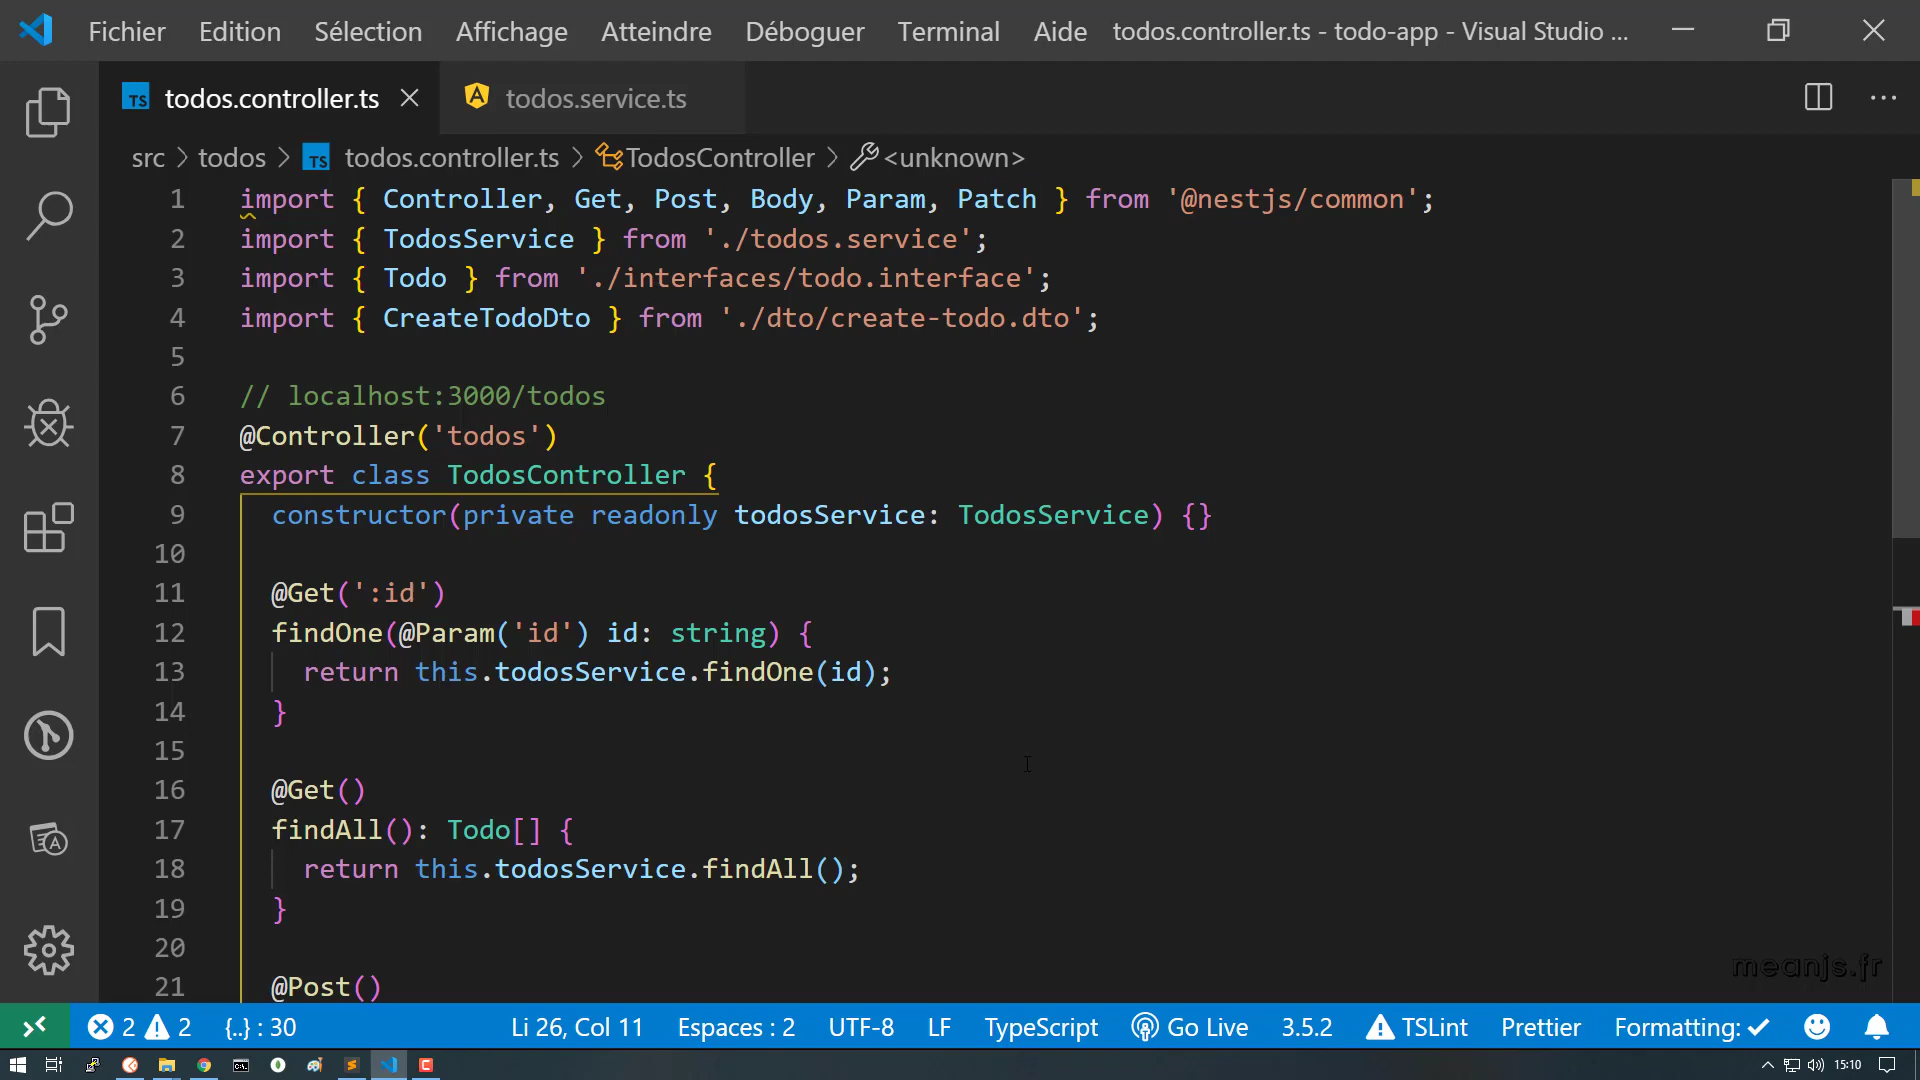 Fichier Edition Sélection Affichage Atteindre Déboguer Terminal Aide todos.controller.ts - todo-app - Visual Studio ...
TS todos.controller.ts todos.service.ts
src > todos > TS todos.controller.ts > TodosController > <unknown>
1 import { Controller, Get, Post, Body, Param, Patch } from '@nestjs/common';
2 import { TodosService } from './todos.service';
3 import { Todo } from './interfaces/todo.interface';
4 import { CreateTodoDto } from './dto/create-todo.dto';
5
6 // localhost:3000/todos
7 @Controller('todos')
8 export class TodosController {
9 constructor(private readonly todosService: TodosService) {}
10
11 @Get(':id')
12 findOne(@Param('id') id: string) {
13 return this.todosService.findOne(id);
14 }
15
16 @Get()
17 findAll(): Todo[] {
18 return this.todosService.findAll();
19 }
20
21 @Post()
meanjs.fr
2 2 {..} : 30 Li 26, Col 11 Espaces : 2 UTF-8 LF TypeScript Go Live 3.5.2 TSLint Prettier Formatting: ✓
15:10